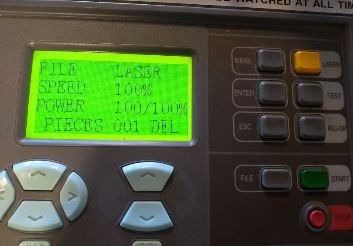 WATCHED AT ALL TIM
FILE LASER
SPEED 100%
POWER 100/100%
PIECES 001 DEL
MENU
LASER
ENTER
TEST
ESC
FILE
START
STOP